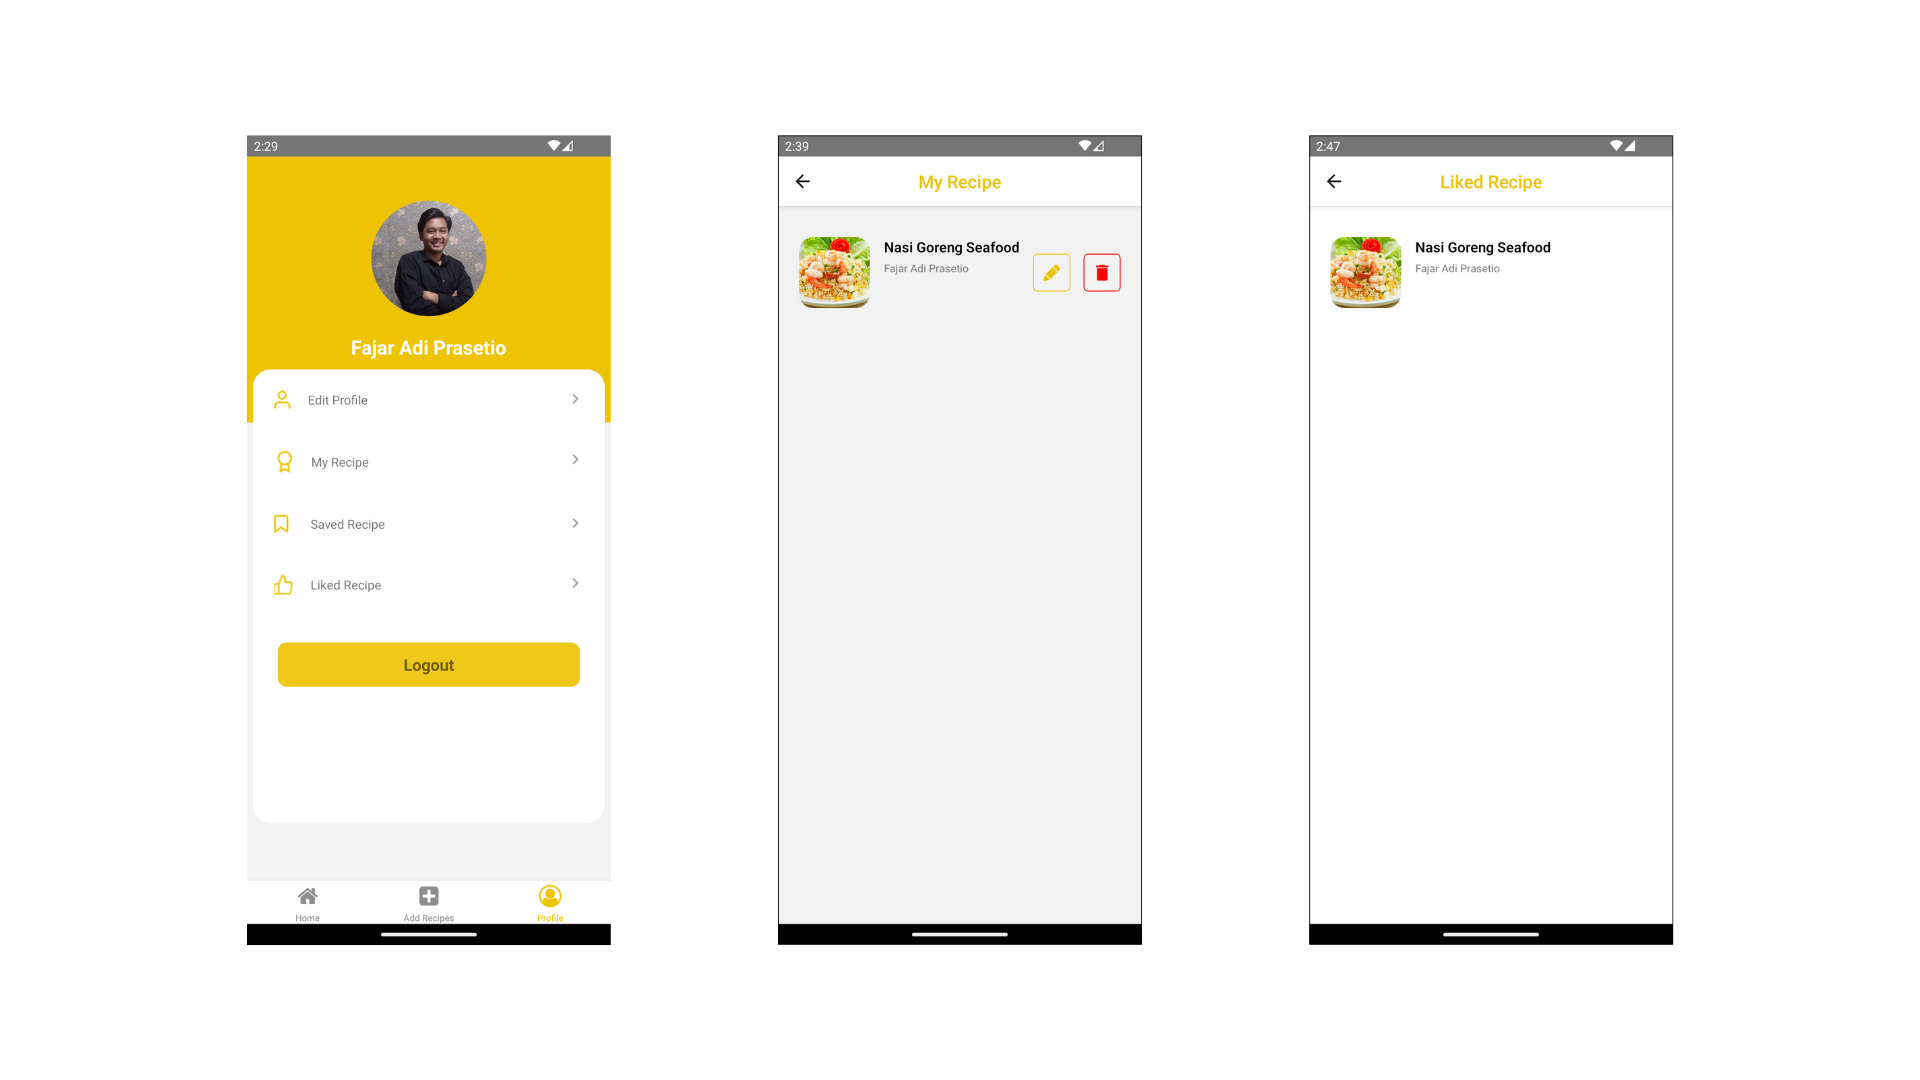 2:29
Fajar Adi Prasetio
Edit Profile
My Recipe
Saved Recipe
Liked Recipe
Logout
Home
Add Recipes
Profile
2:39
My Recipe
Nasi Goreng Seafood
Fajar Adi Prasetio
2:47
Liked Recipe
Nasi Goreng Seafood
Fajar Adi Prasetio